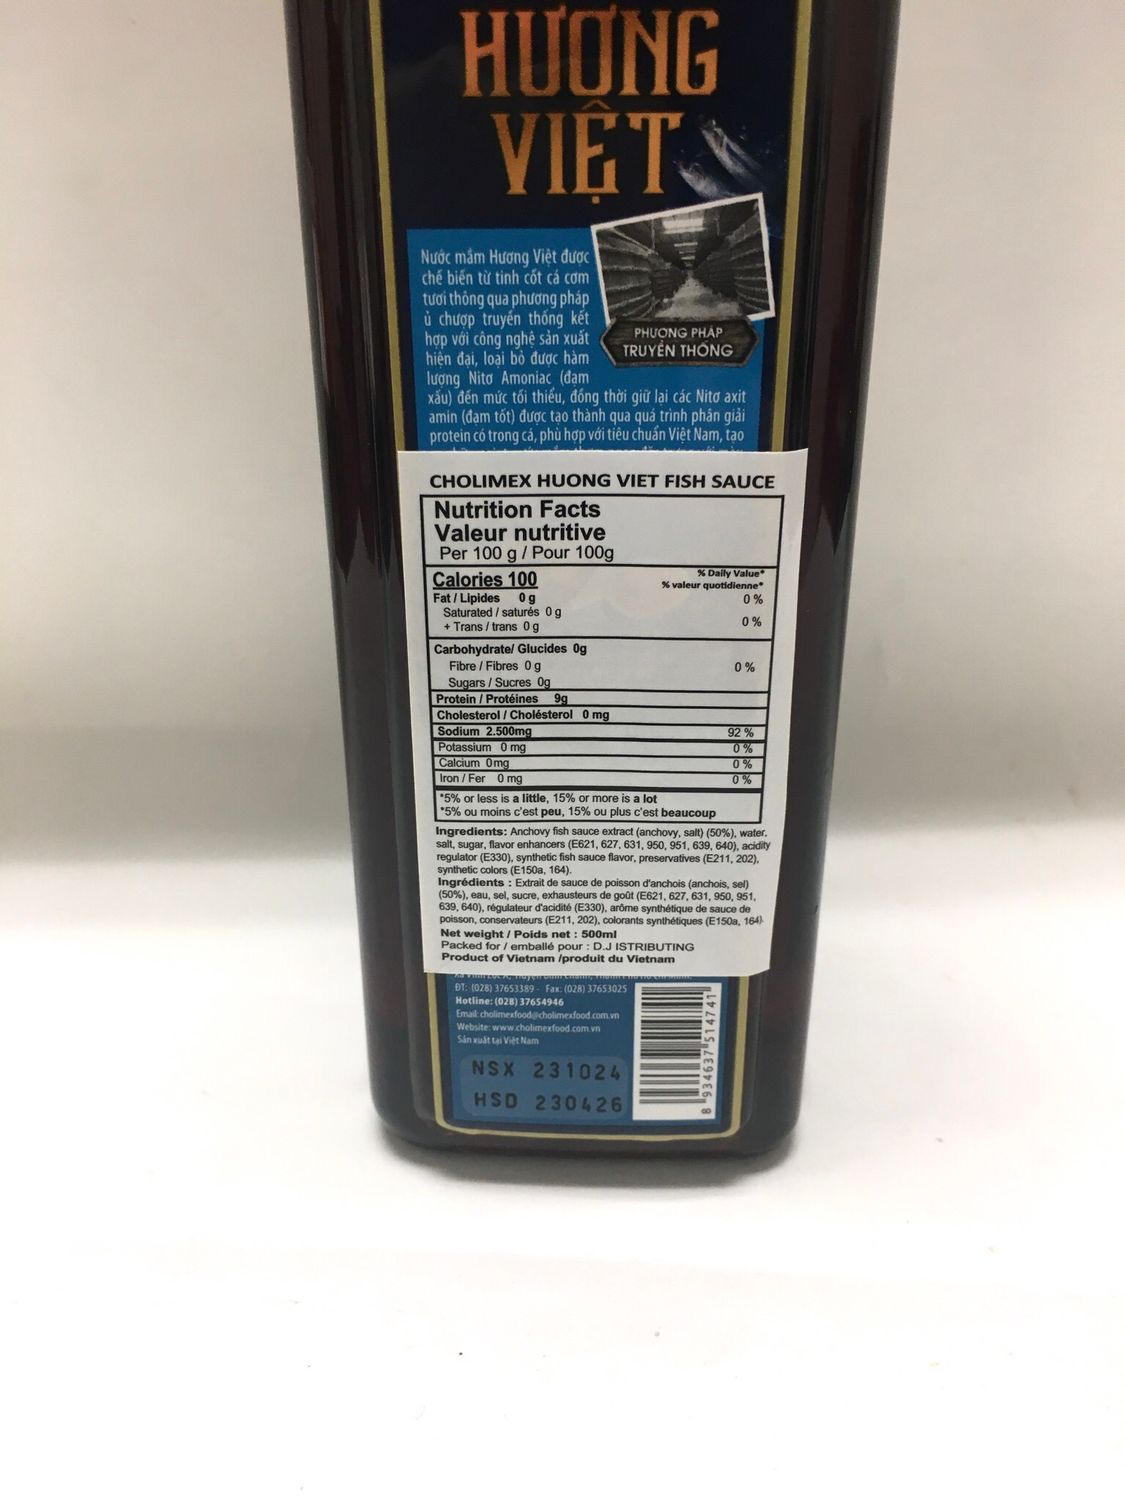 HƯƠNG
VIỆT
Nước mắm Hương Việt được
chế biến từ tinh cốt cá cơm
tươi thông qua phương pháp
ủ chượp truyền thống kết
hợp với công nghệ sản xuất
hiện đại, loại bỏ được hàm
lượng Nitơ Amoniac (đạm
xấu) đến mức tối thiểu, đồng thời giữ lại các Nitơ axit
amin (đạm tốt) được tạo thành qua quá trình phân giải
protein có trong cá, phù hợp với tiêu chuẩn Việt Nam, tạo
PHƯƠNG PHÁP
TRUYỀN THỐNG
CHOLIMEX HUONG VIET FISH SAUCE
Nutrition Facts
Valeur nutritive
Per 100 g / Pour 100g
Calories 100
% Daily Value*
% valeur quotidienne*
Fat / Lipides 0 g 0 %
Saturated / saturés 0 g
+ Trans / trans 0 g 0 %
Carbohydrate/ Glucides 0g
Fibre / Fibres 0 g 0 %
Sugars / Sucres 0g
Protein / Protéines 9g
Cholesterol / Cholésterol 0 mg
Sodium 2.500mg 92 %
Potassium 0 mg 0 %
Calcium 0mg 0 %
Iron / Fer 0 mg 0 %
*5% or less is a little, 15% or more is a lot
*5% ou moins c'est peu, 15% ou plus c'est beaucoup
Ingredients: Anchovy fish sauce extract (anchovy, salt) (50%), water.
salt, sugar, flavor enhancers (E621, 627, 631, 950, 951, 639, 640), acidity
regulator (E330), synthetic fish sauce flavor, preservatives (E211, 202),
synthetic colors (E150a, 164).
Ingrédients : Extrait de sauce de poisson d'anchois (anchois, sel)
(50%), eau, sel, sucre, exhausteurs de goût (E621, 627, 631, 950, 951,
639, 640), régulateur d'acidité (E330), arôme synthétique de sauce de
poisson, conservateurs (E211, 202), colorants synthétiques (E150a, 164).
Net weight / Poids net : 500ml
Packed for / emballé pour : D.J ISTRIBUTING
Product of Vietnam /produit du Vietnam
ĐT: (028) 37653389 - Fax: (028) 37653025
Hotline: (028) 37654946
Email: cholimexfood@cholimexfood.com.vn
Website: www.cholimexfood.com.vn
Sản xuất tại Việt Nam
NSX 231024
HSD 230426
8 934637 514741